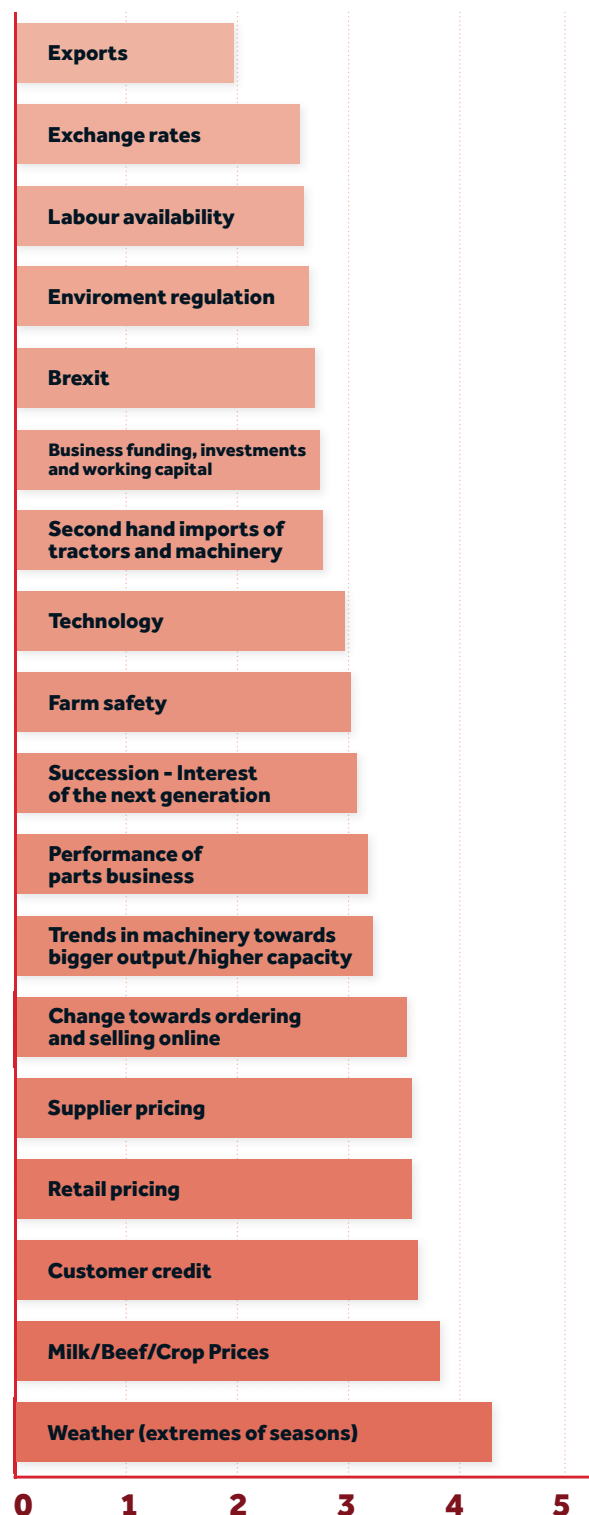 Exports
Exchange rates
Labour availability
Enviroment regulation
Brexit
Business funding, investments
and working capital
Second hand imports of
tractors and machinery
Technology
Farm safety
Succession - Interest
of the next generation
Performance of
parts business
Trends in machinery towards
bigger output/higher capacity
Change towards ordering
and selling online
Supplier pricing
Retail pricing
Customer credit
Milk/Beef/Crop Prices
Weather (extremes of seasons)
0 1 2 3 4 5